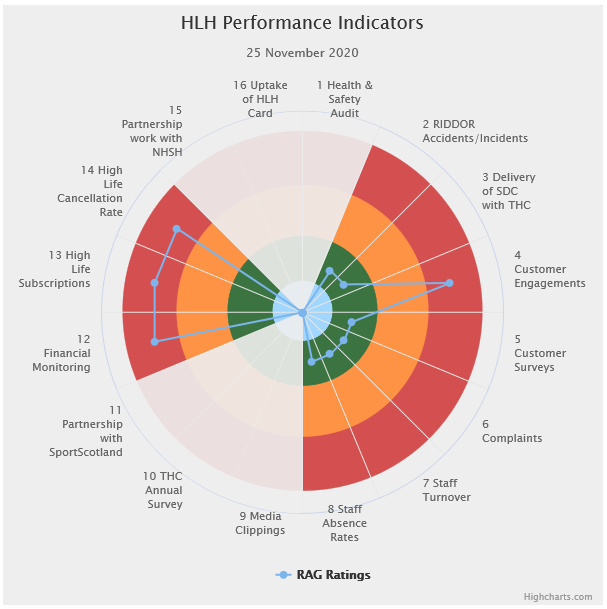 HLH Performance Indicators
25 November 2020
16 Uptake
of HLH
Card
1 Health &
Safety
Audit
2 RIDDOR
Accidents/Incidents
3 Delivery
of SDC
with THC
4
Customer
Engagements
5
Customer
Surveys
6
Complaints
7 Staff
Turnover
8 Staff
Absence
Rates
9 Media
Clippings
10 THC
Annual
Survey
11
Partnership
with
SportScotland
12
Financial
Monitoring
13 High
Life
Subscriptions
14 High
Life
Cancellation
Rate
15
Partnership
work with
NHSH
RAG Ratings
Highcharts.com